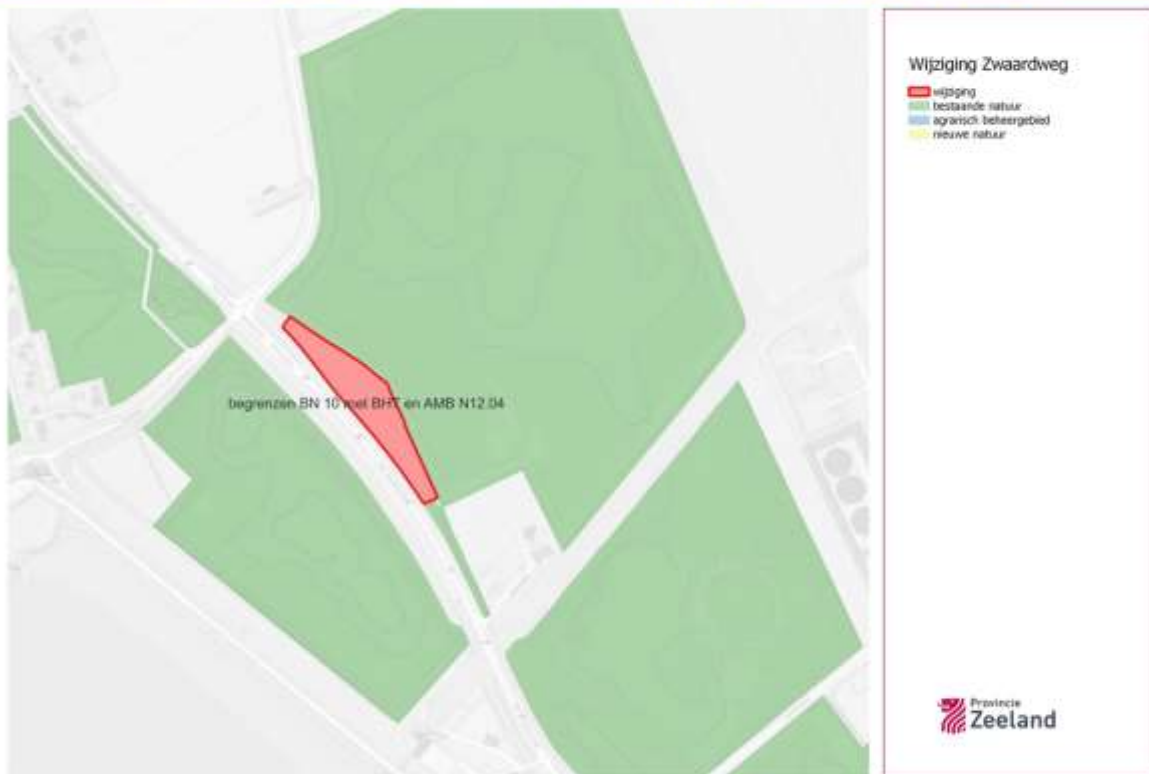 Wijziging Zwaardweg
wijziging
bestaande natuur
agrarisch beheergebied
nieuwe natuur
begrenzen BN 10 met BHT en AMB N12.04
Provincie
Zeeland